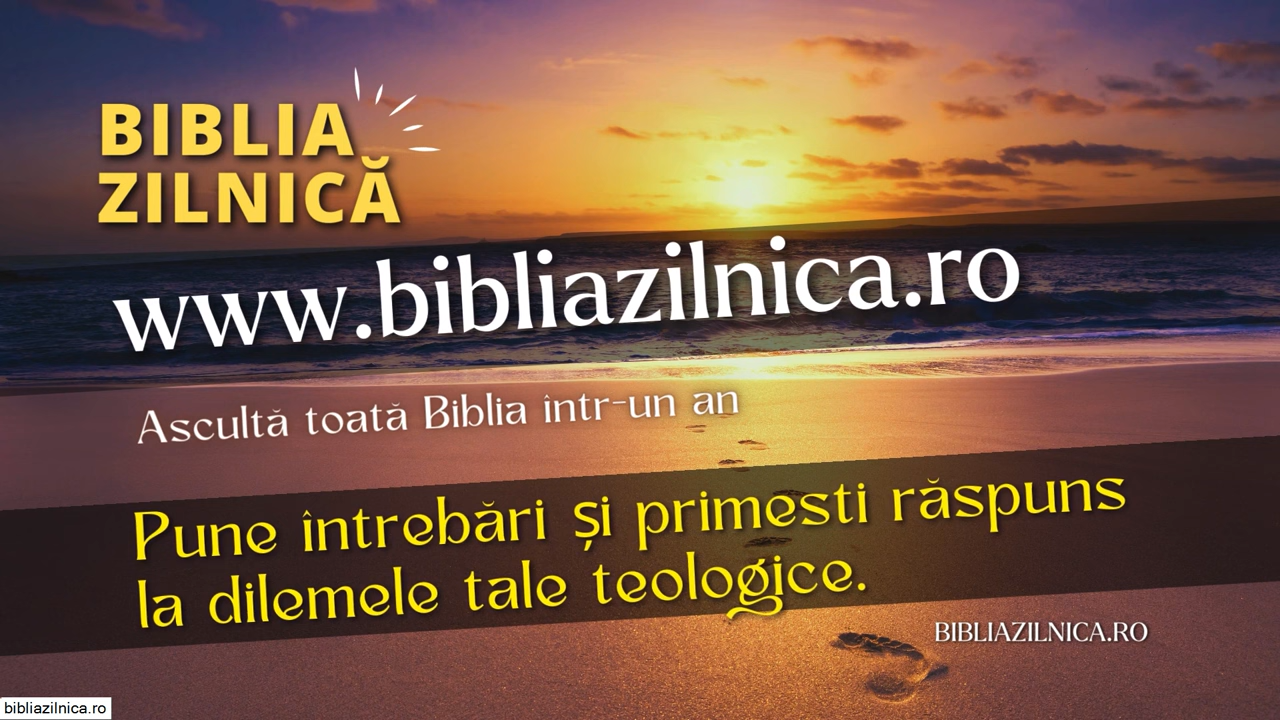 BIBLIA
ZILNICĂ
www.bibliazilnica.ro
Ascultă toată Biblia într-un an
Pune întrebări și primesti răspuns
la dilemele tale teologice.
BIBLIAZILNICA.RO
bibliazilnica.ro